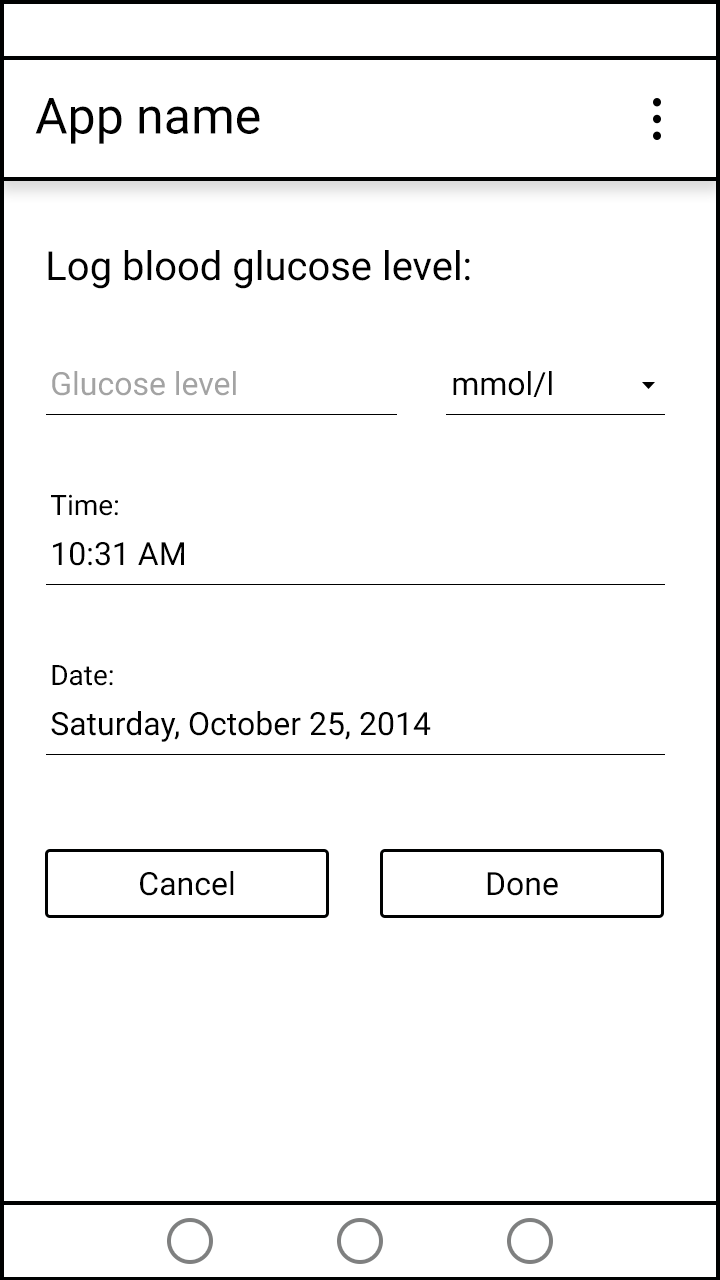 App name
Log blood glucose level:
Glucose level mmol/l
Time:
10:31 AM
Date:
Saturday, October 25, 2014
Cancel Done